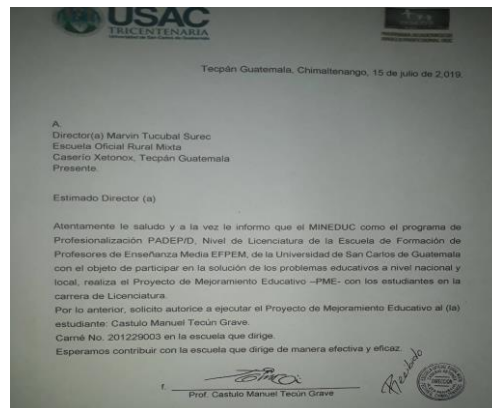 USAC
TRICENTENARIA
Universidad de San Carlos de Guatemala
Tecpán Guatemala, Chimaltenango, 15 de julio de 2,019.
A.
Director(a) Marvin Tucubal Surec
Escuela Oficial Rural Mixta
Caserío Xetonox, Tecpán Guatemala
Presente.
Estimado Director (a)
Atentamente le saludo y a la vez le informo que el MINEDUC como el programa de
Profesionalización PADEP/D, Nivel de Licenciatura de la Escuela de Formación de
Profesores de Enseñanza Media EFPEM, de la Universidad de San Carlos de Guatemala
con el objeto de participar en la solución de los problemas educativos a nivel nacional y
local, realiza el Proyecto de Mejoramiento Educativo –PME- con los estudiantes en la
carrera de Licenciatura.
Por lo anterior, solicito autorice a ejecutar el Proyecto de Mejoramiento Educativo al (la)
estudiante: Castulo Manuel Tecún Grave.
Carné No. 201229003 en la escuela que dirige.
Esperamos contribuir con la escuela que dirige de manera efectiva y eficaz.
Recibido
f.
Prof. Castulo Manuel Tecún Grave
DIRECCION